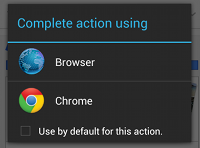 Complete action using
Browser
Chrome
Use by default for this action.